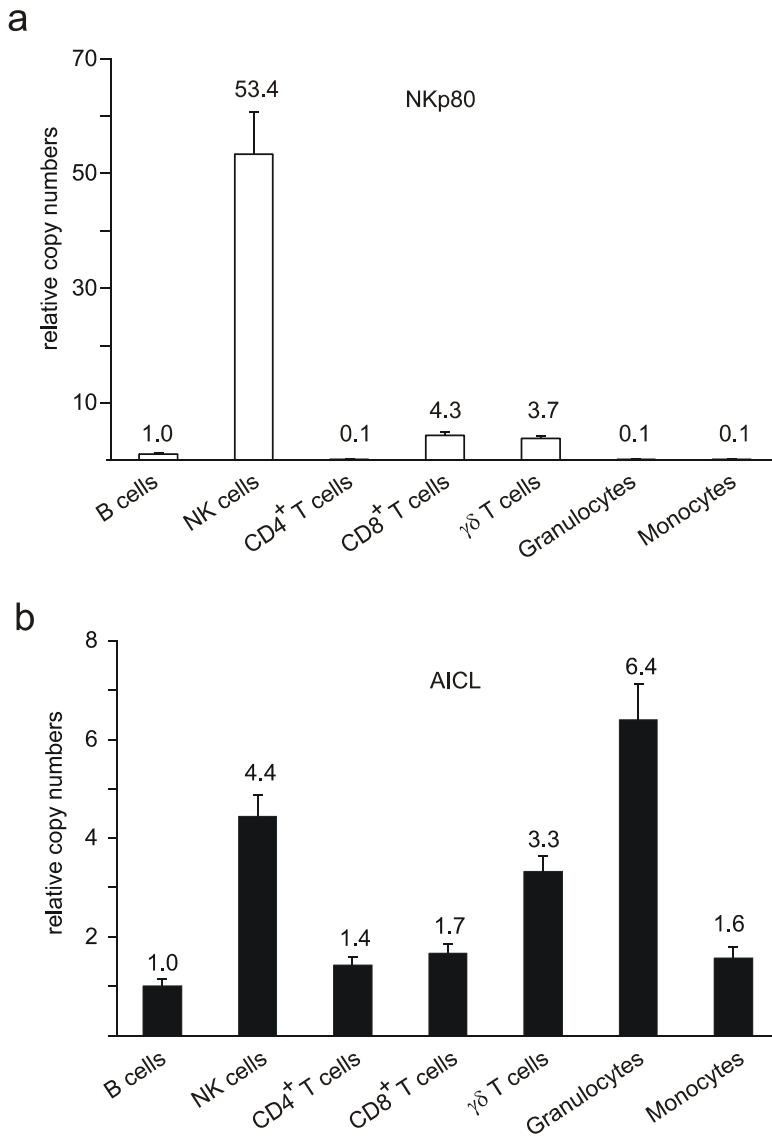 a
NKp80
relative copy numbers
70
50
30
10
1.0
53.4
0.1
4.3
3.7
0.1
0.1
B cells
NK cells
CD4+ T cells
CD8+ T cells
γδ T cells
Granulocytes
Monocytes
b
AICL
relative copy numbers
8
6
4
2
1.0
4.4
1.4
1.7
3.3
6.4
1.6
B cells
NK cells
CD4+ T cells
CD8+ T cells
γδ T cells
Granulocytes
Monocytes